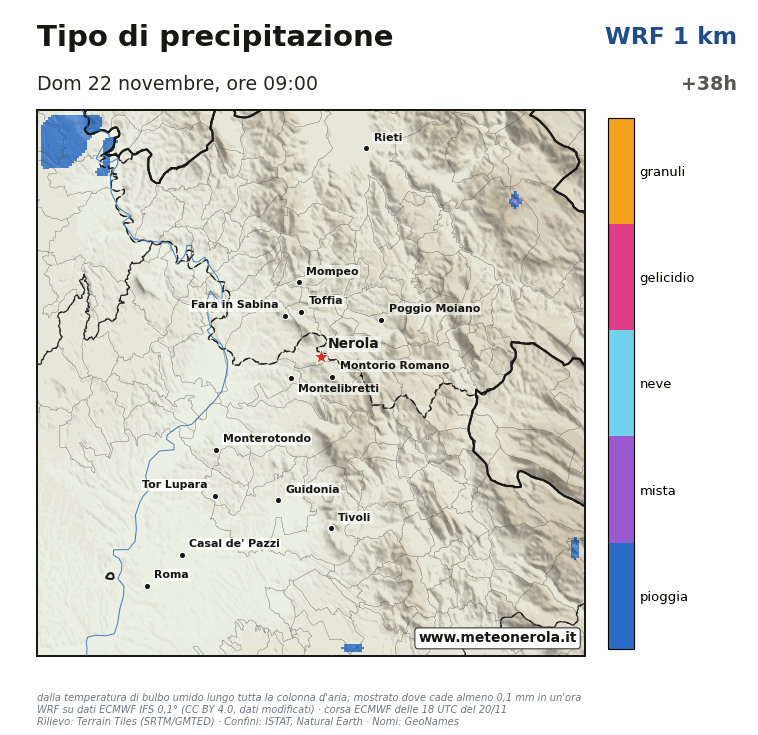 Tipo di precipitazione
WRF 1 km
Dom 22 novembre, ore 09:00
+38h
Rieti
granuli
gelicidio
Mompeo
Fara in Sabina
Toffia
Poggio Moiano
Nerola
Montorio Romano
Montelibretti
neve
Monterotondo
Tor Lupara
Guidonia
mista
Tivoli
Casal de' Pazzi
Roma
pioggia
www.meteonerola.it
dalla temperatura di bulbo umido lungo tutta la colonna d'aria; mostrato dove cade almeno 0,1 mm in un'ora
WRF su dati ECMWF IFS 0,1° (CC BY 4.0, dati modificati) · corsa ECMWF delle 18 UTC del 20/11
Rilievo: Terrain Tiles (SRTM/GMTED) · Confini: ISTAT, Natural Earth · Nomi: GeoNames